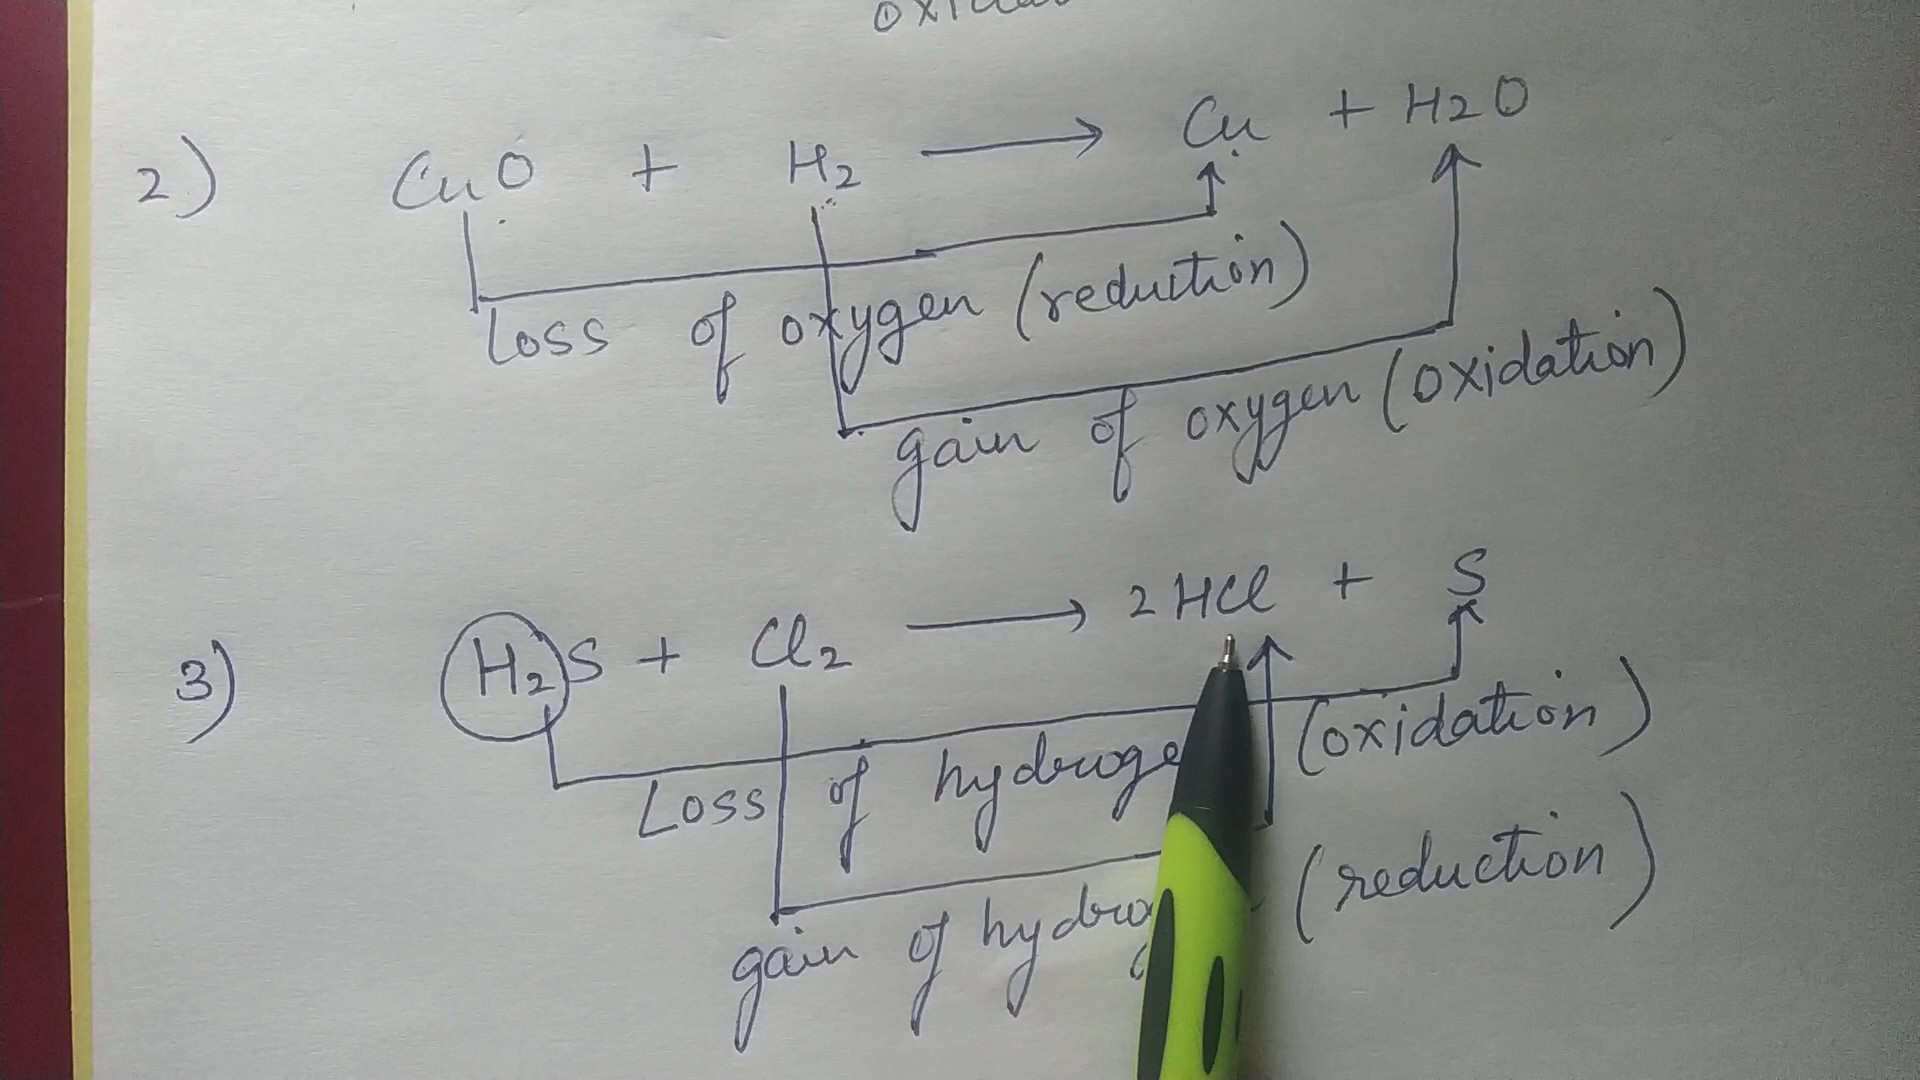 2) CuO + H2 → Cu + H2O
Loss of oxygen (reduction)
gain of oxygen (oxidation)
3) H2S + Cl2 → 2HCl + S
Loss of (oxidation)
gain of (reduction)